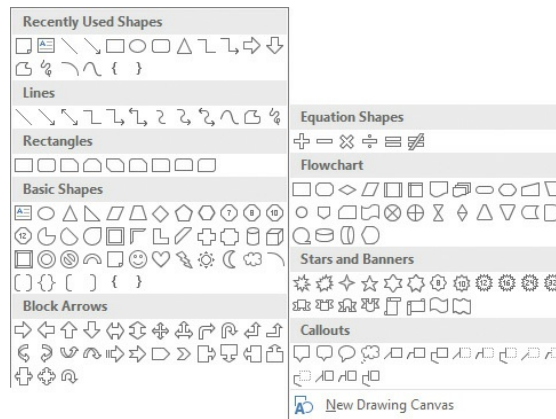 Recently Used Shapes
Lines
Rectangles
Basic Shapes
Block Arrows
Equation Shapes
Flowchart
Stars and Banners
Callouts
New Drawing Canvas